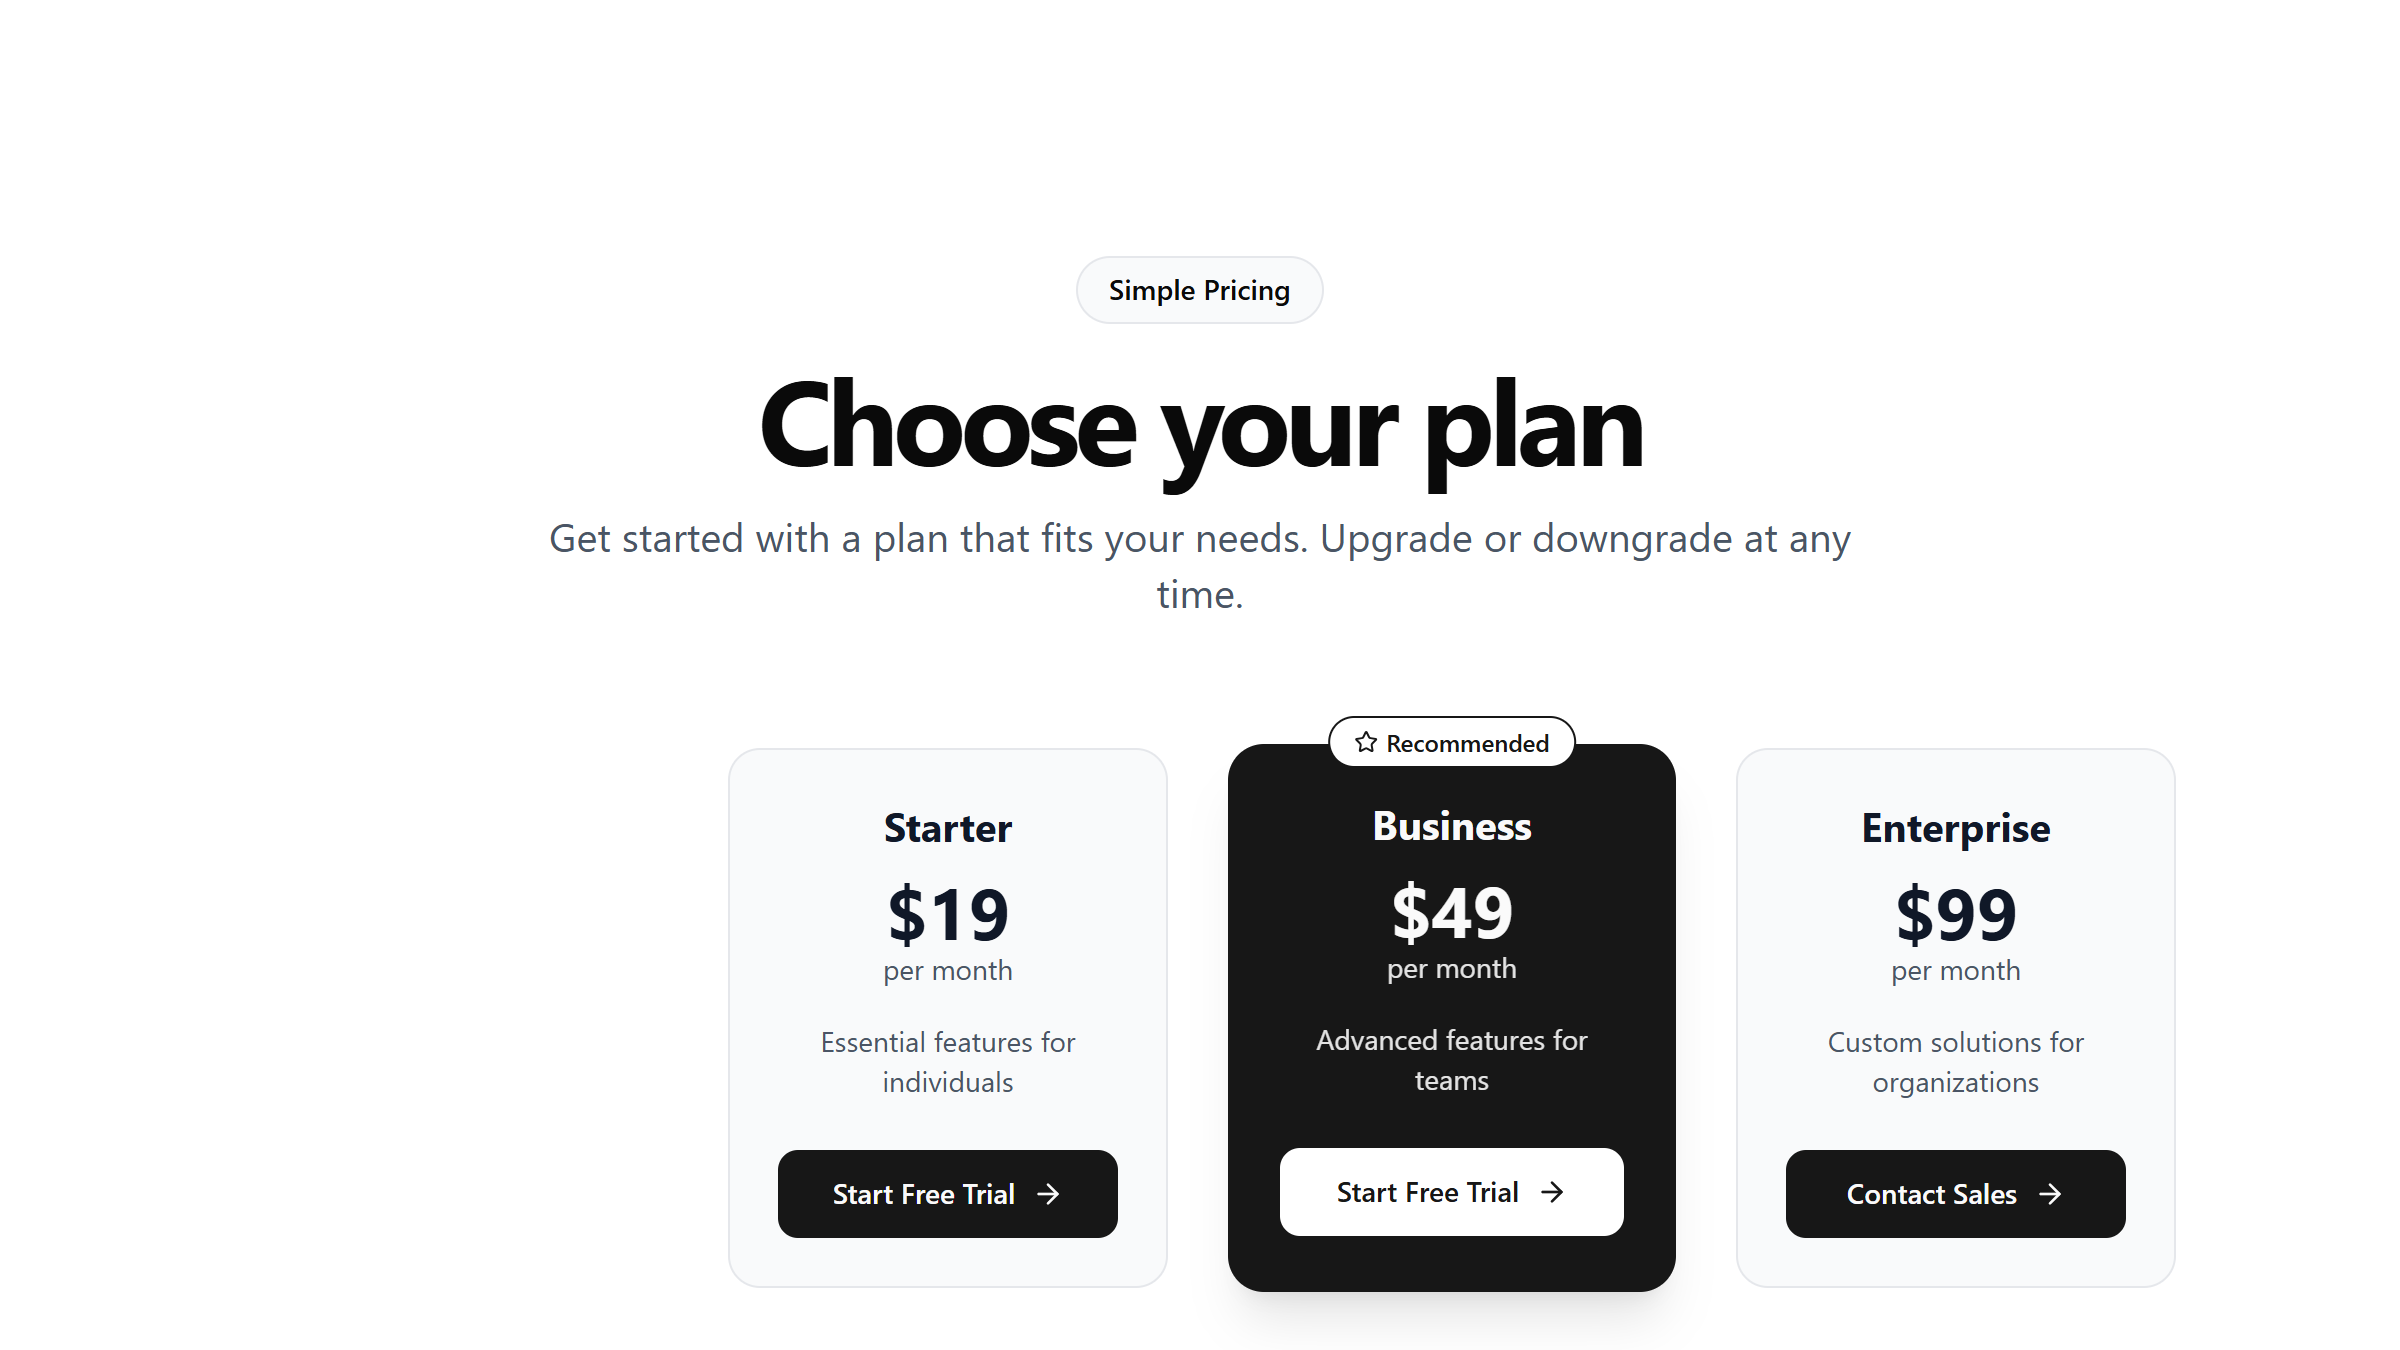 Simple Pricing
Choose your plan
Get started with a plan that fits your needs. Upgrade or downgrade at any
time.
Starter
$19
per month
Essential features for
individuals
Start Free Trial
Recommended
Business
$49
per month
Advanced features for
teams
Start Free Trial
Enterprise
$99
per month
Custom solutions for
organizations
Contact Sales